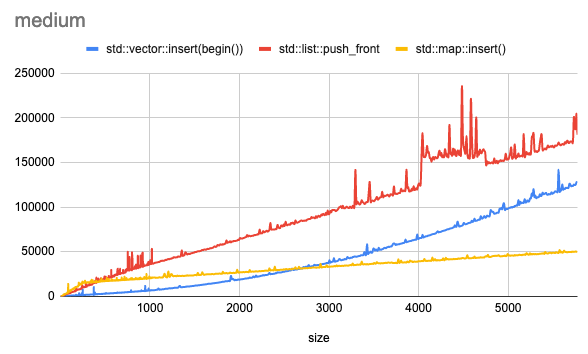 medium
std::vector::insert(begin()) std::list::push_front std::map::insert()
250000
200000
150000
100000
50000
0
1000 2000 3000 4000 5000
size